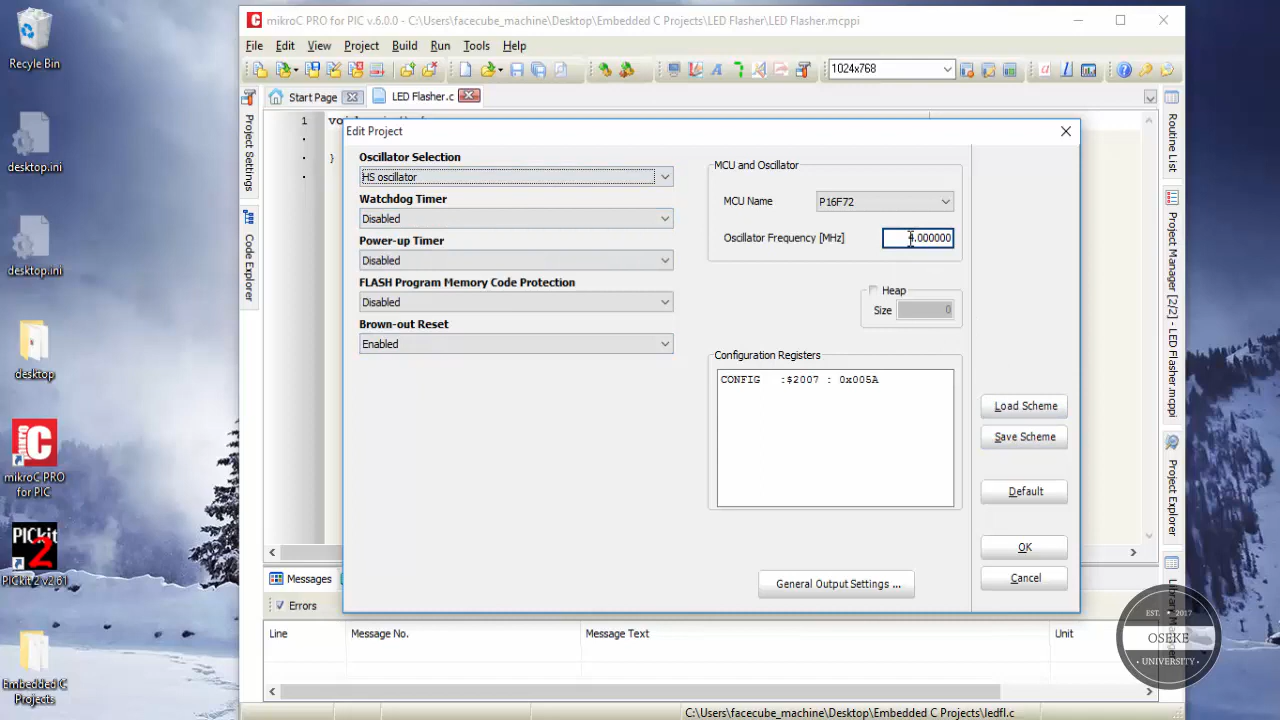 mikroC PRO for PIC v.6.0.0 - C:\Users\facecube_machine\Desktop\Embedded C Projects\LED Flasher\LED Flasher.mcppi
File Edit View Project Build Run Tools Help
1024x768
Start Page
LED Flasher.c
Recyle Bin
desktop.ini
desktop.ini
desktop
mikroC PRO
for PIC
PICkit 2
PICkit 2 v2.61
Embedded C
Projects
Project Settings
Code Explorer
1
}
Edit Project
Oscillator Selection
HS oscillator
Watchdog Timer
Disabled
Power-up Timer
Disabled
FLASH Program Memory Code Protection
Disabled
Brown-out Reset
Enabled
MCU and Oscillator
MCU Name
P16F72
Oscillator Frequency [MHz]
.000000
Heap
Size
0
Configuration Registers
CONFIG :$2007 : 0x005A
Load Scheme
Save Scheme
Default
OK
Cancel
General Output Settings ...
Routine List
Project Manager [2/2] - LED Flasher.mcppi
Project Explorer
Messages
Errors
Line Message No. Message Text Unit
C:\Users\facecube_machine\Desktop\Embedded C Projects\ledfl.c
EST. 2017
OSEKE
UNIVERSITY